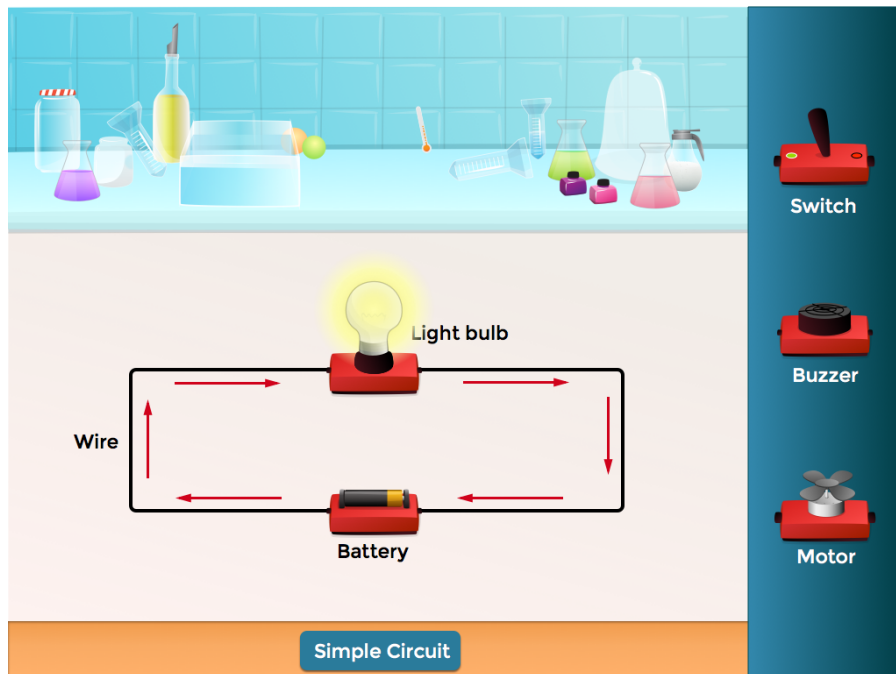 Switch
Light bulb
Buzzer
Wire
Battery
Motor
Simple Circuit